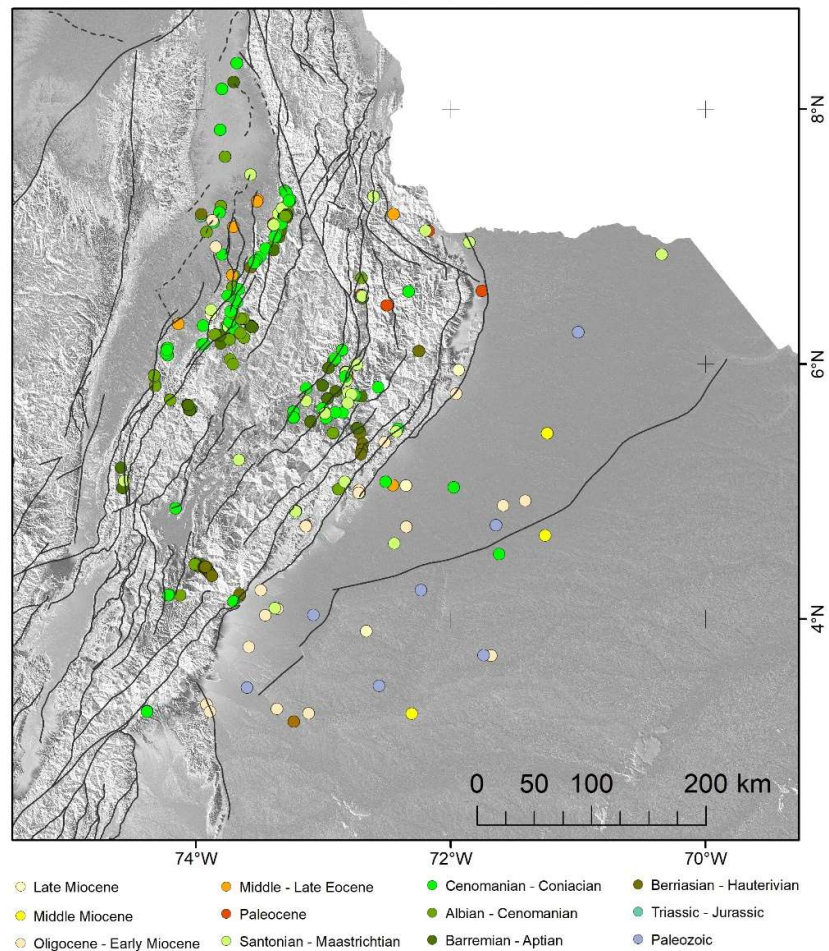 8°N
6°N
4°N
0 50 100 200 km
74°W 72°W 70°W
Late Miocene
Middle Miocene
Oligocene - Early Miocene
Middle - Late Eocene
Paleocene
Santonian - Maastrichtian
Cenomanian - Coniacian
Albian - Cenomanian
Barremian - Aptian
Berriasian - Hauterivian
Triassic - Jurassic
Paleozoic